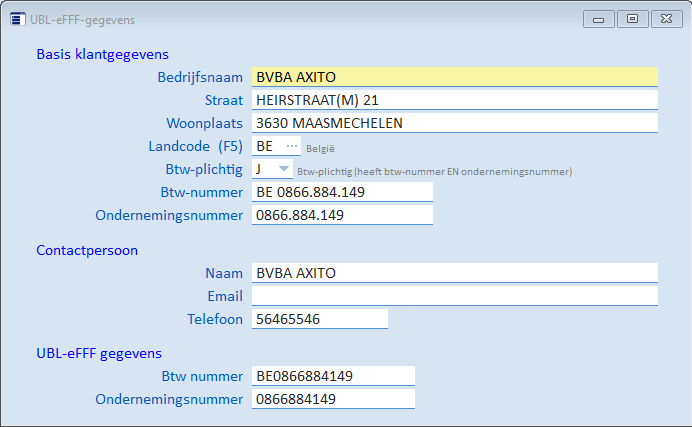 UBL-eFFF-gegevens
Basis klantgegevens
Bedrijfsnaam BVBA AXITO
Straat HEIRSTRAAT(M) 21
Woonplaats 3630 MAASMECHELEN
Landcode (F5) BE ... België
Btw-plichtig J Btw-plichtig (heeft btw-nummer EN ondernemingsnummer)
Btw-nummer BE 0866.884.149
Ondernemingsnummer 0866.884.149
Contactpersoon
Naam BVBA AXITO
Email
Telefoon 56465546
UBL-eFFF gegevens
Btw nummer BE0866884149
Ondernemingsnummer 0866884149